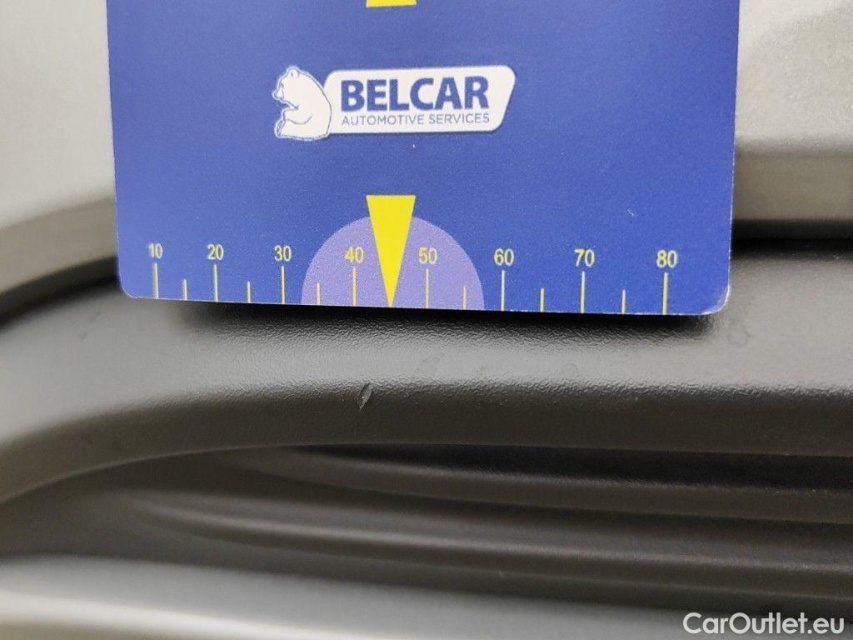 BELCAR
AUTOMOTIVE SERVICES
10 20 30 40 50 60 70 80
CarOutlet.eu